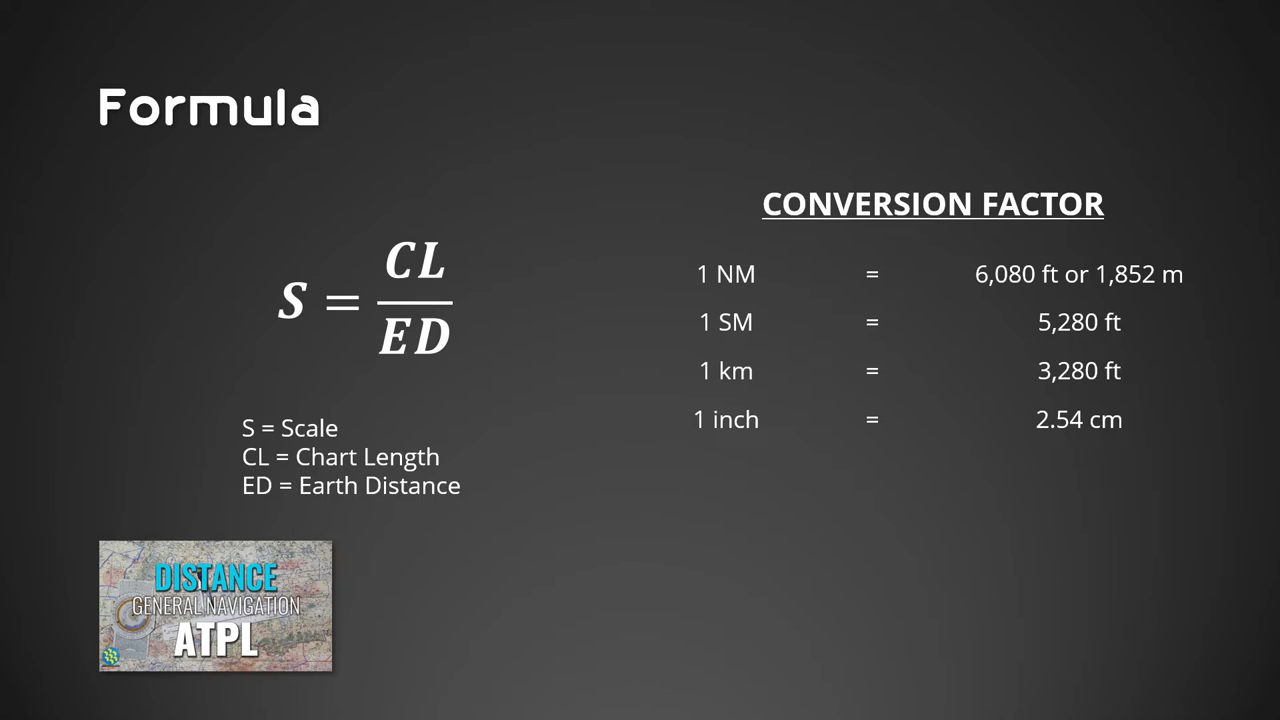 Formula
S = CL / ED
S = Scale
CL = Chart Length
ED = Earth Distance
CONVERSION FACTOR
1 NM = 6,080 ft or 1,852 m
1 SM = 5,280 ft
1 km = 3,280 ft
1 inch = 2.54 cm
DISTANCE
GENERAL NAVIGATION
ATPL